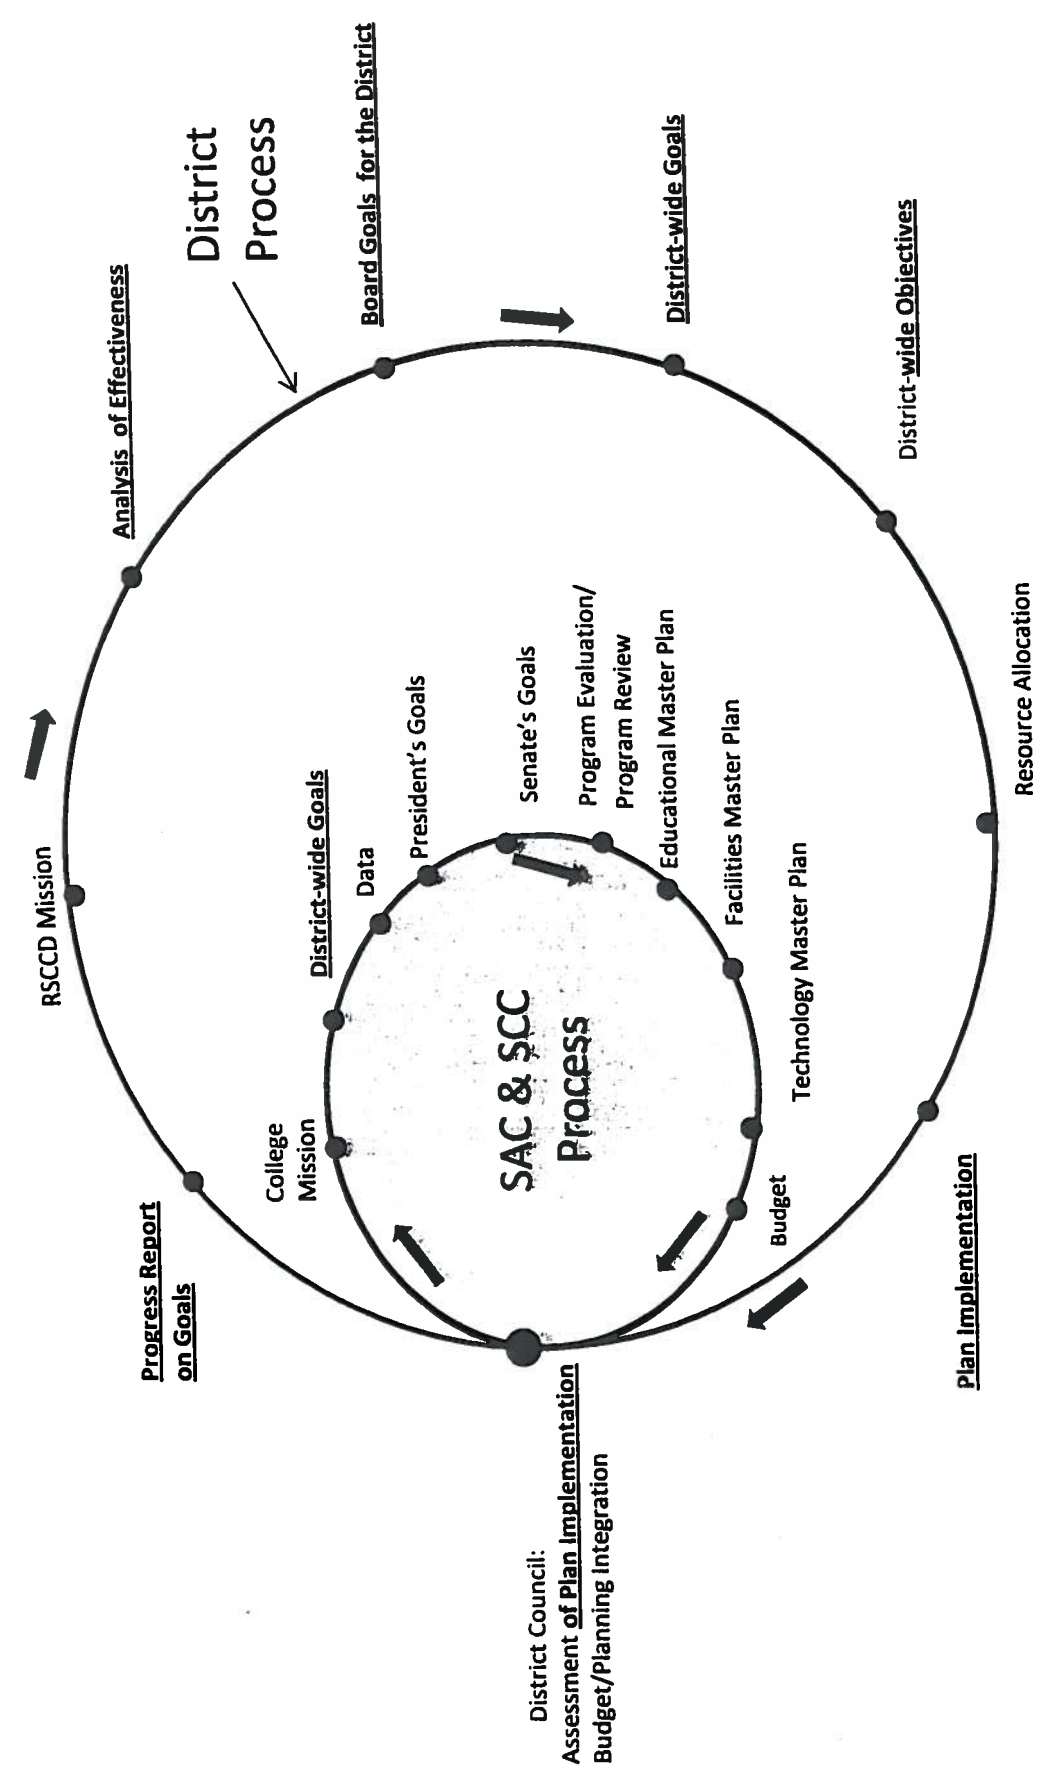 District
Process
RSCCD Mission
Analysis of Effectiveness
Board Goals for the District
District-wide Goals
District-wide Objectives
Resource Allocation
Plan Implementation
District Council:
Assessment of Plan Implementation
Budget/Planning Integration
Progress Report
on Goals
SAC & SCC
Process
College
Mission
District-wide Goals
Data
President's Goals
Senate's Goals
Program Evaluation/
Program Review
Educational Master Plan
Facilities Master Plan
Technology Master Plan
Budget